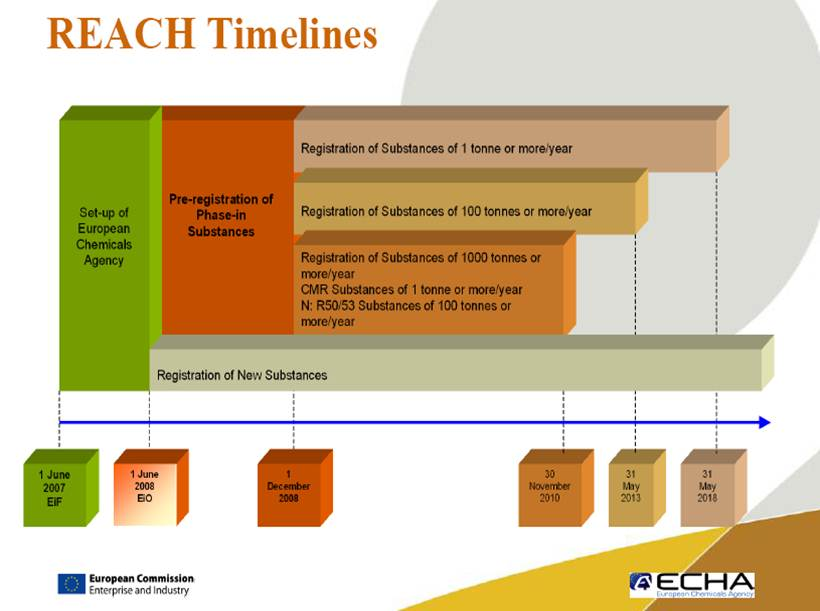 REACH Timelines
Registration of Substances of 1 tonne or more/year
Set-up of
European
Chemicals
Agency
Pre-registration of
Phase-in
Substances
Registration of Substances of 100 tonnes or more/year
Registration of Substances of 1000 tonnes or
more/year
CMR Substances of 1 tonne or more/year
N: R50/53 Substances of 100 tonnes or
more/year
Registration of New Substances
1 June
2007
EiF
1 June
2008
EiO
1
December
2008
30
November
2010
31
May
2013
31
May
2018
European Commission
Enterprise and Industry
ECHA
European Chemicals Agency